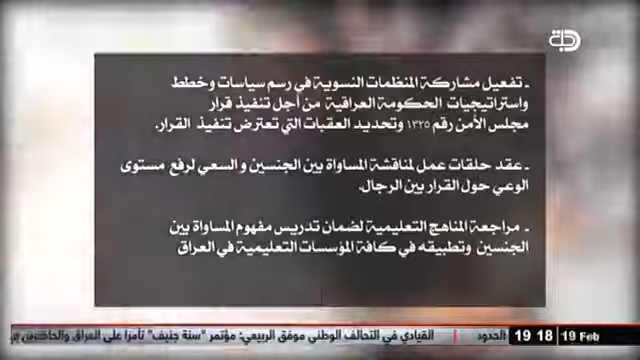 دجلة
ـ تفعيل مشاركة المنظمات النسوية في رسم سياسات وخطط
واستراتيجيات الحكومة العراقية من أجل تنفيذ قرار
مجلس الأمن رقم ١٣٢٥ وتحديد العقبات التي تعترض تنفيذ القرار.
ـ عقد حلقات عمل لمناقشة المساواة بين الجنسين والسعي لرفع مستوى
الوعي حول القرار بين الرجال.
ـ مراجعة المناهج التعليمية لضمان تدريس مفهوم المساواة بين
الجنسين وتطبيقه في كافة المؤسسات التعليمية في العراق
19 Feb 19 18 الحدود | القيادي في التحالف الوطني موفق الربيعي: مؤتمر "سنة جنيف" تآمرا على العراق